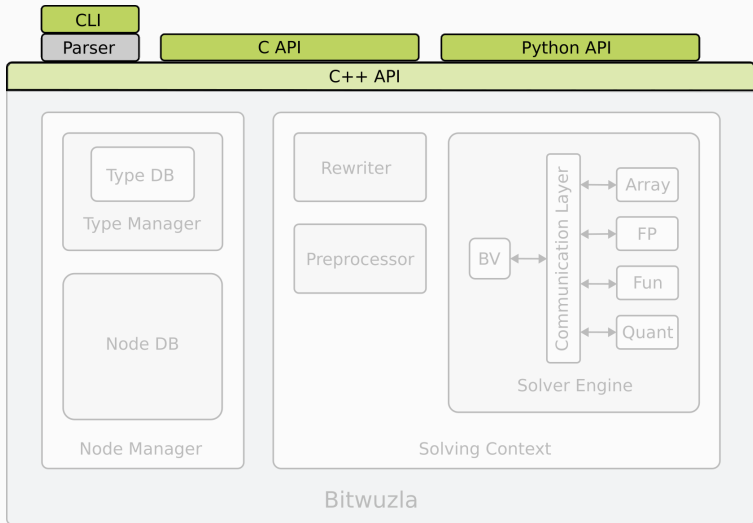 CLI
Parser
C API
Python API
C++ API
Type DB
Type Manager
Node DB
Node Manager
Rewriter
Preprocessor
BV
Communication Layer
Array
FP
Fun
Quant
Solver Engine
Solving Context
Bitwuzla